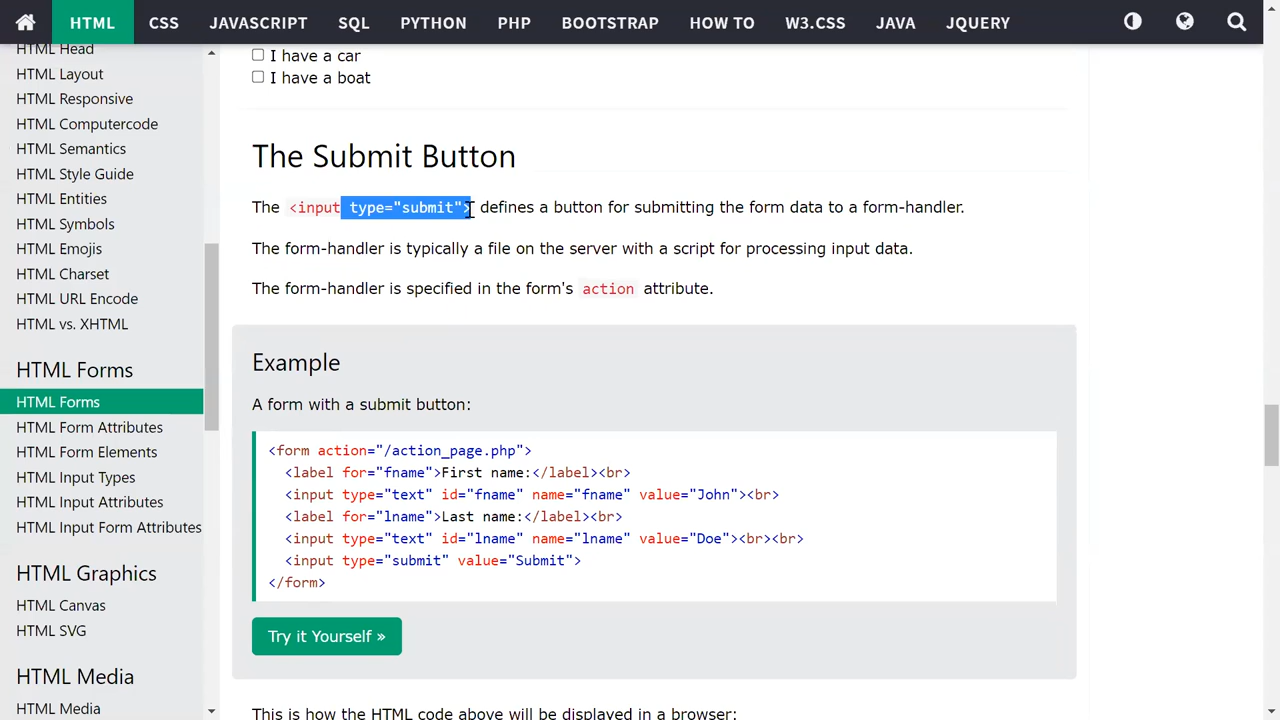 HTML CSS JAVASCRIPT SQL PYTHON PHP BOOTSTRAP HOW TO W3.CSS JAVA JQUERY
HTML Head
HTML Layout
HTML Responsive
HTML Computercode
HTML Semantics
HTML Style Guide
HTML Entities
HTML Symbols
HTML Emojis
HTML Charset
HTML URL Encode
HTML vs. XHTML
HTML Forms
HTML Forms
HTML Form Attributes
HTML Form Elements
HTML Input Types
HTML Input Attributes
HTML Input Form Attributes
HTML Graphics
HTML Canvas
HTML SVG
HTML Media
HTML Media
I have a car
I have a boat
The Submit Button
The <input type="submit"> defines a button for submitting the form data to a form-handler.
The form-handler is typically a file on the server with a script for processing input data.
The form-handler is specified in the form's action attribute.
Example
A form with a submit button:
<form action="/action_page.php">
<label for="fname">First name:</label><br>
<input type="text" id="fname" name="fname" value="John"><br>
<label for="lname">Last name:</label><br>
<input type="text" id="lname" name="lname" value="Doe"><br><br>
<input type="submit" value="Submit">
</form>
Try it Yourself »
This is how the HTML code above will be displayed in a browser: